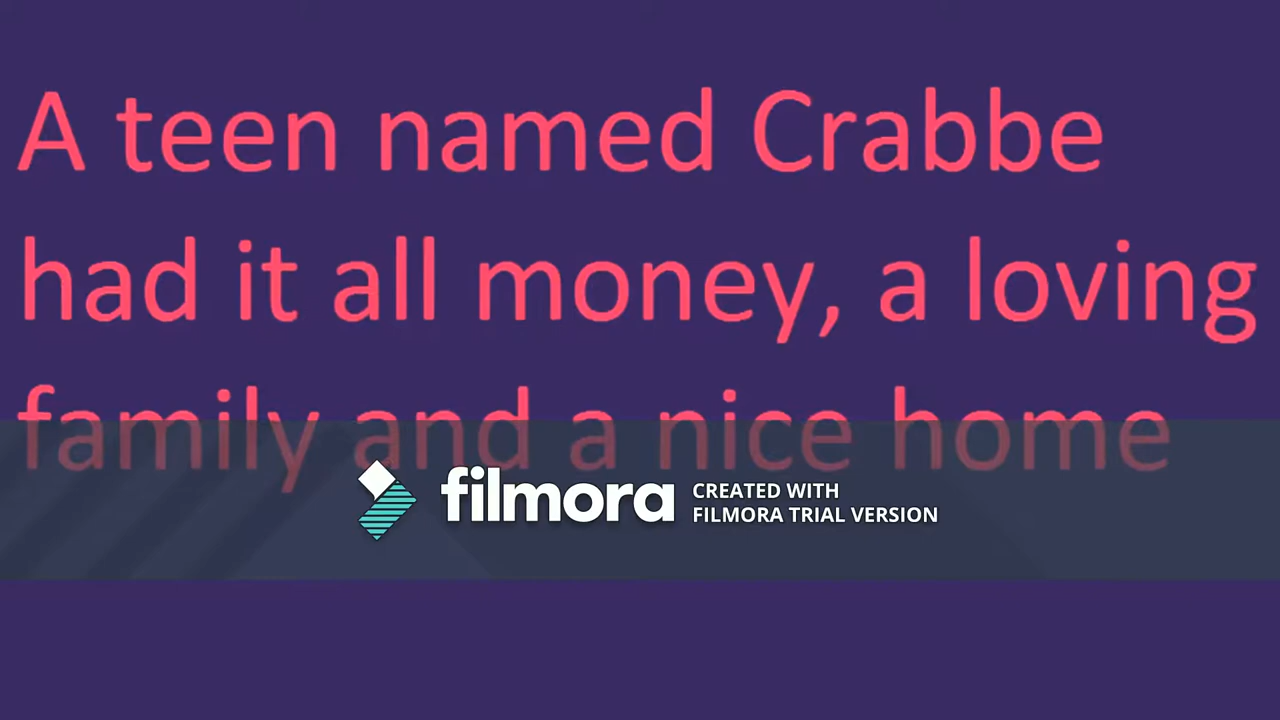 A teen named Crabbe
had it all money, a loving
family and a nice home
filmora
CREATED WITH
FILMORA TRIAL VERSION